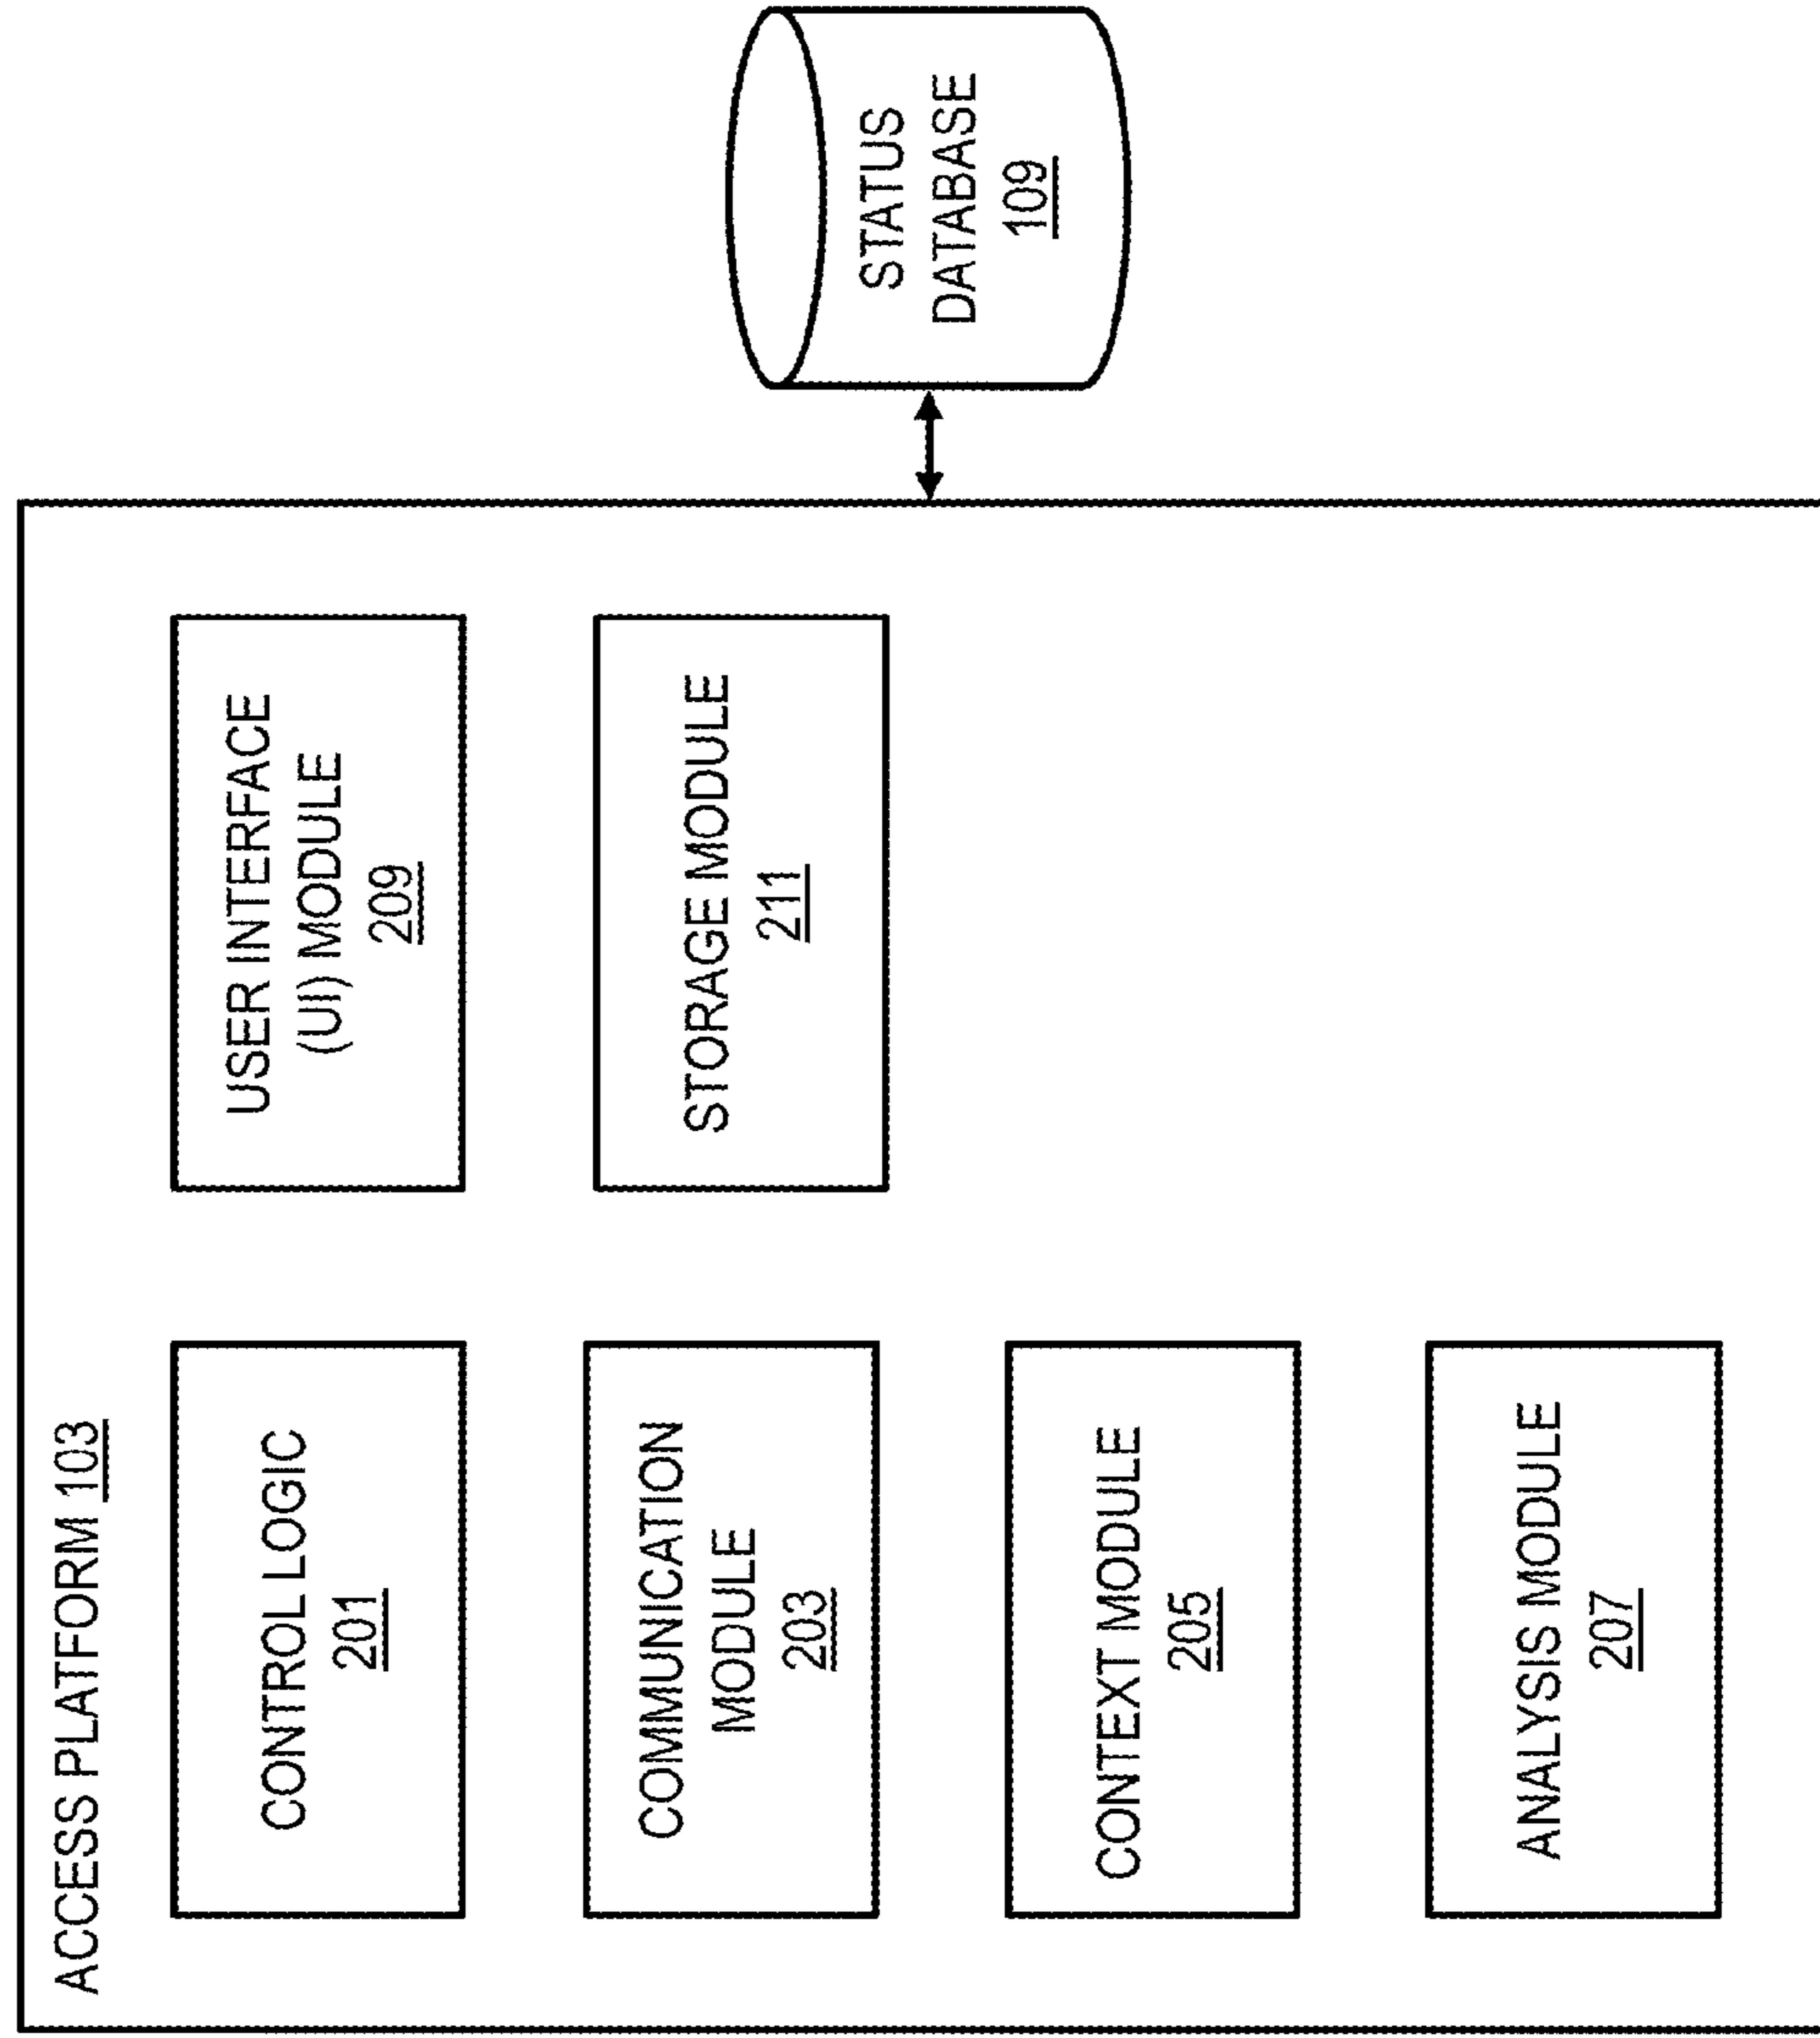 ACCESS PLATFORM 103
CONTROL LOGIC
201
COMMUNICATION
MODULE
203
CONTEXT MODULE
205
ANALYSIS MODULE
207
USER INTERFACE
(UI) MODULE
209
STORAGE MODULE
211
STATUS
DATABASE
109